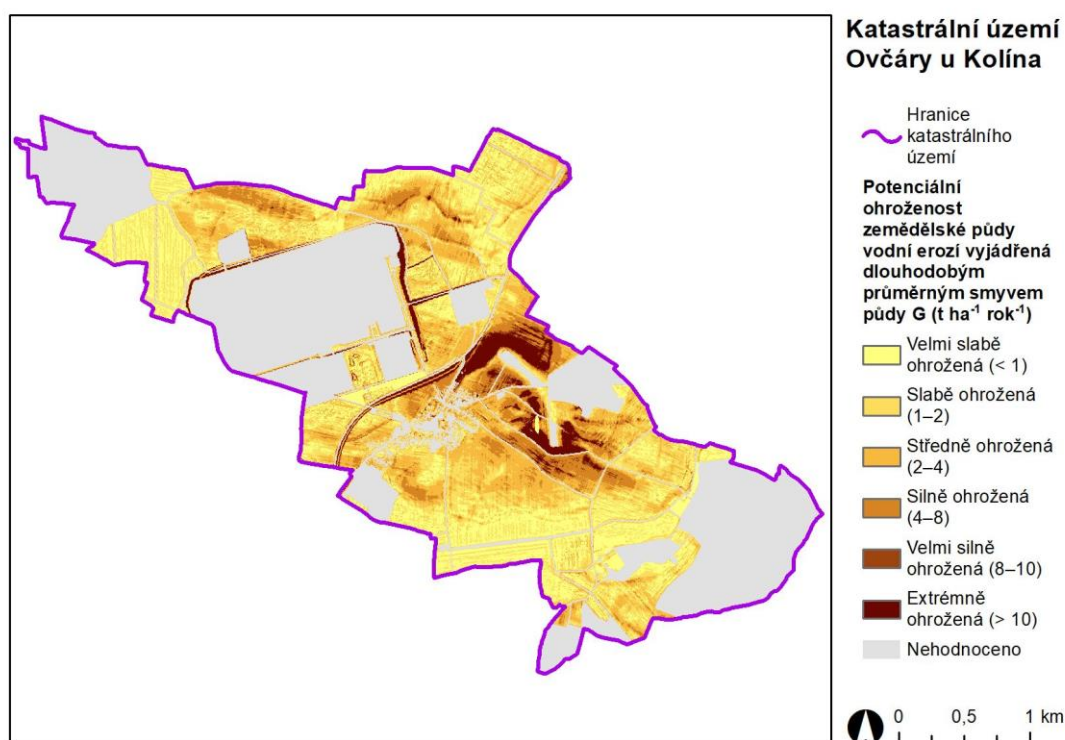 Katastrální území
Ovčáry u Kolína
Hranice
katastrálního
území
Potenciální
ohroženost
zemědělské půdy
vodní erozí vyjádřená
dlouhodobým
průměrným smyvem
půdy G (t ha⁻¹ rok⁻¹)
Velmi slabě
ohrožená (< 1)
Slabě ohrožená
(1–2)
Středně ohrožená
(2–4)
Silně ohrožená
(4–8)
Velmi silně
ohrožená (8–10)
Extrémně
ohrožená (> 10)
Nehodnoceno
0 0,5 1 km